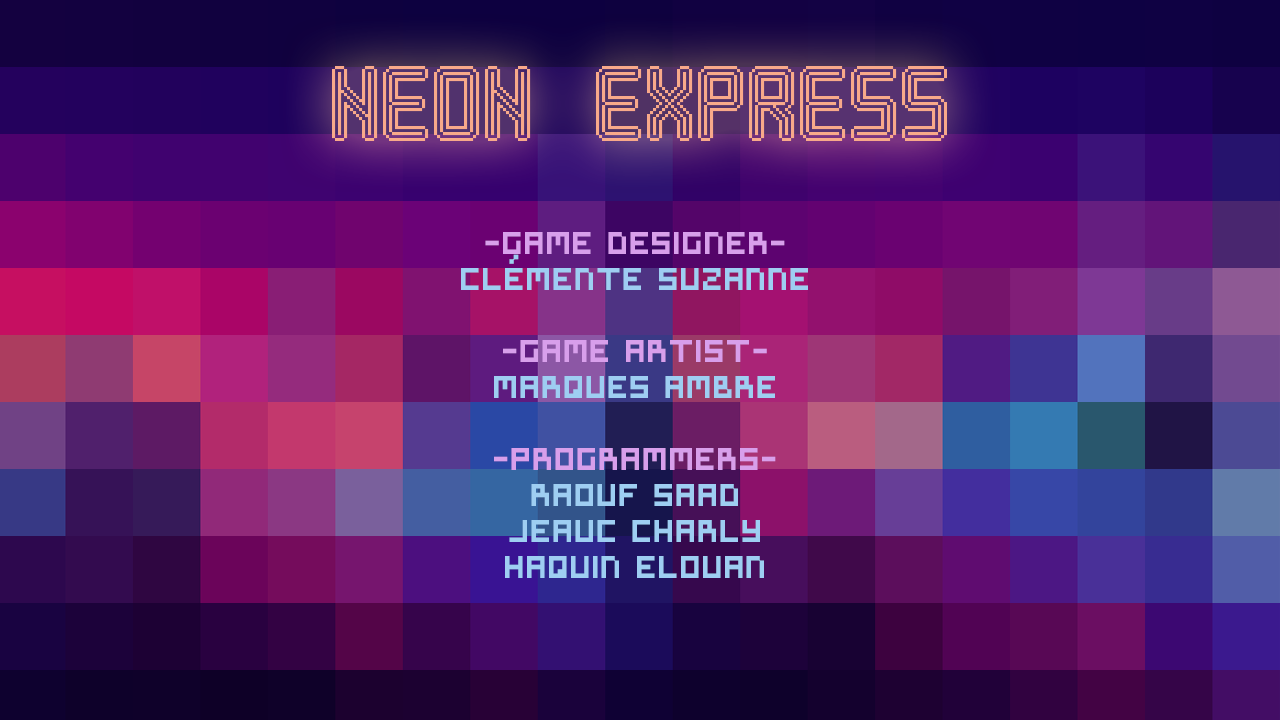 NEON EXPRESS
-GAME DESIGNER-
CLÉMENTE SUZANNE
-GAME ARTIST-
MARQUES AMBRE
-PROGRAMMERS-
RAOUF SAAD
JEAUC CHARLY
HAQUIN ELOUAN